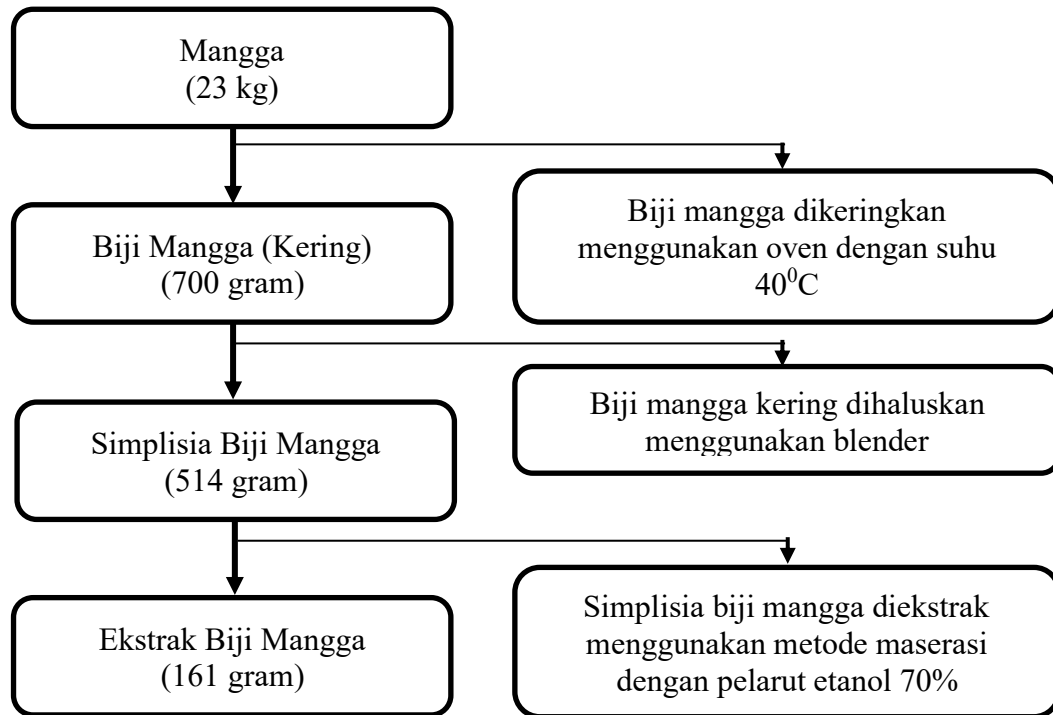 Mangga
(23 kg)
Biji mangga dikeringkan
menggunakan oven dengan suhu
40⁰C
Biji Mangga (Kering)
(700 gram)
Biji mangga kering dihaluskan
menggunakan blender
Simplisia Biji Mangga
(514 gram)
Simplisia biji mangga diekstrak
menggunakan metode maserasi
dengan pelarut etanol 70%
Ekstrak Biji Mangga
(161 gram)